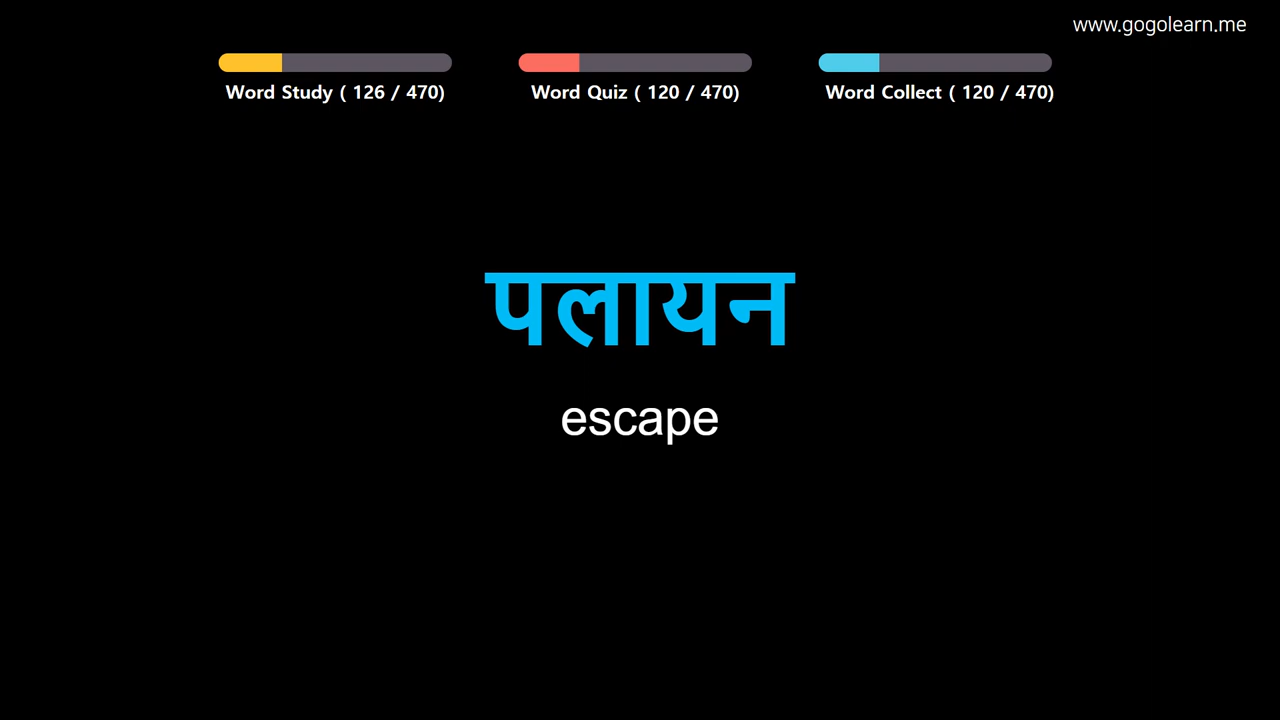 www.gogolearn.me
Word Study ( 126 / 470)
Word Quiz ( 120 / 470)
Word Collect ( 120 / 470)
पलायन
escape